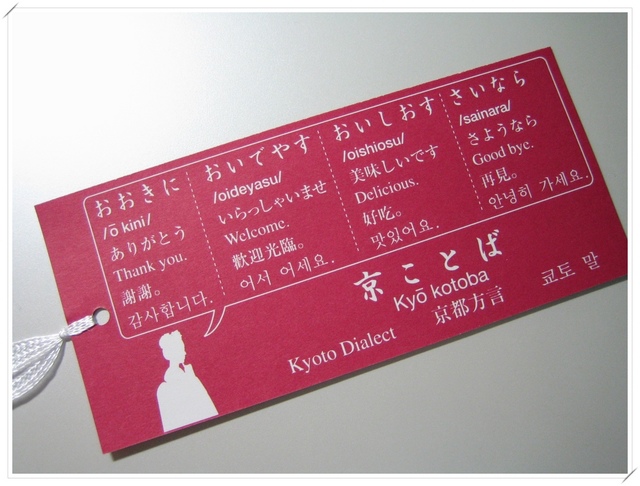 おおきに
/ō kini/
ありがとう
Thank you.
謝謝。
감사합니다.
おいでやす
/oideyasu/
いらっしゃいませ
Welcome.
歡迎光臨。
어서 여세요.
おいしおす
/oishiosu/
美味しいです
Delicious.
好吃。
맛있어요.
さいなら
/sainara/
さようなら
Good bye.
再見。
안녕히 가세요.
京ことば
Kyō kotoba
京都方言
Kyoto Dialect
쿄토 말